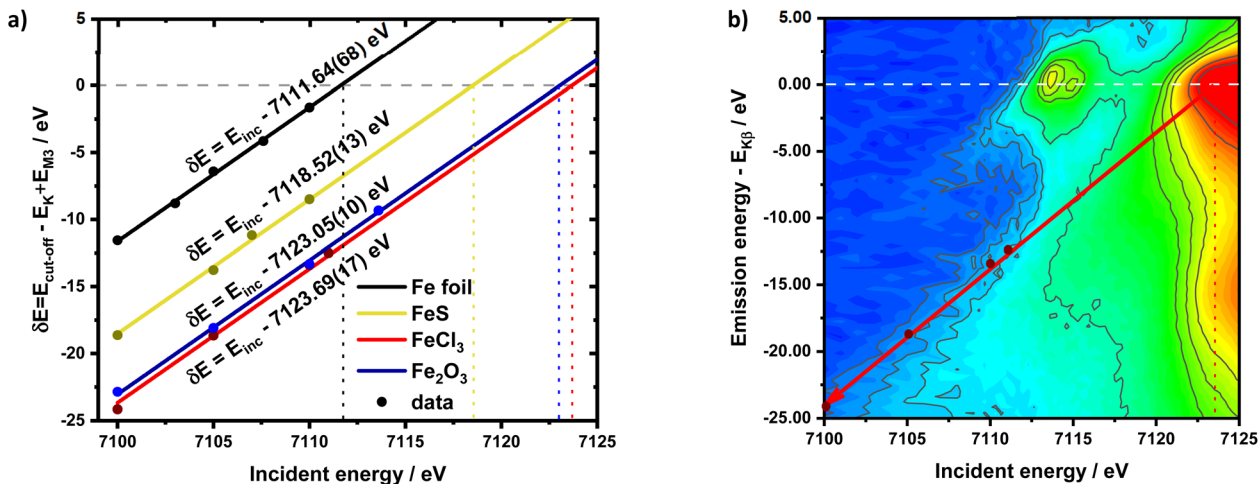 a)
δE=E_cut-off - E_K+E_M3 / eV
5
0
-5
-10
-15
-20
-25
δE = E_inc - 7111.64(68) eV
δE = E_inc - 7118.52(13) eV
δE = E_inc - 7123.05(10) eV
δE = E_inc - 7123.69(17) eV
Fe foil
FeS
FeCl₃
Fe₂O₃
data
7100 7105 7110 7115 7120 7125
Incident energy / eV
b)
Emission energy - E_Kβ / eV
5.00
0.00
-5.00
-10.00
-15.00
-20.00
-25.00
7100 7105 7110 7115 7120 7125
Incident energy / eV